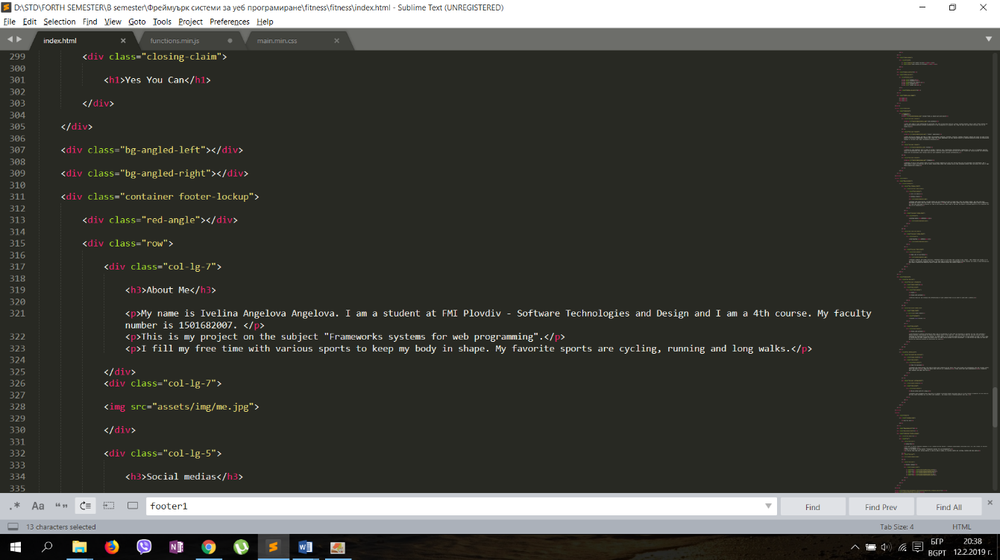 D:\STD\FORTH SEMESTER\B semester\Фреймуърк системи за уеб програмиране\fitness\fitness\index.html - Sublime Text (UNREGISTERED)
File Edit Selection Find View Goto Tools Project Preferences Help
index.html functions.min.js main.min.css
299 <div class="closing-claim">
300
301 <h1>Yes You Can</h1>
302
303 </div>
304
305 </div>
306
307 <div class="bg-angled-left"></div>
308
309 <div class="bg-angled-right"></div>
310
311 <div class="container footer-lockup">
312
313 <div class="red-angle"></div>
314
315 <div class="row">
316
317 <div class="col-lg-7">
318
319 <h3>About Me</h3>
320
321 <p>My name is Ivelina Angelova Angelova. I am a student at FMI Plovdiv - Software Technologies and Design and I am a 4th course. My faculty
number is 1501682007. </p>
322 <p>This is my project on the subject "Frameworks systems for web programming".</p>
323 <p>I fill my free time with various sports to keep my body in shape. My favorite sports are cycling, running and long walks.</p>
324
325 </div>
326 <div class="col-lg-7">
327
328 <img src="assets/img/me.jpg">
329
330 </div>
331
332 <div class="col-lg-5">
333
334 <h3>Social medias</h3>
335
.* Aa “” footer1 Find Find Prev Find All
13 characters selected Tab Size: 4 HTML
БГР 20:38
BGPT 12.2.2019 г.